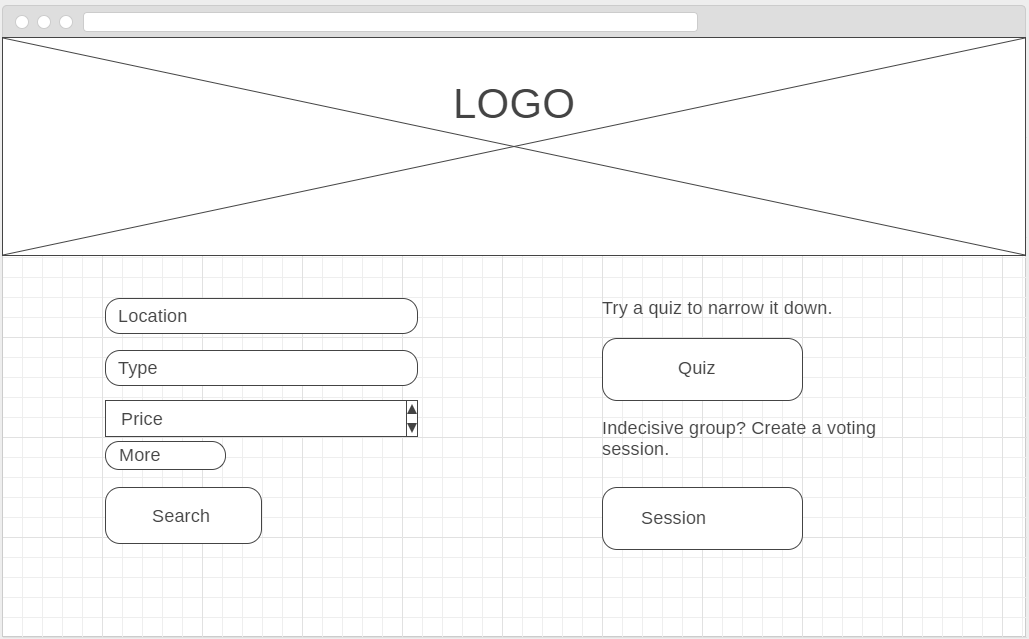 LOGO
Location
Type
Price
More
Search
Try a quiz to narrow it down.
Quiz
Indecisive group? Create a voting
session.
Session